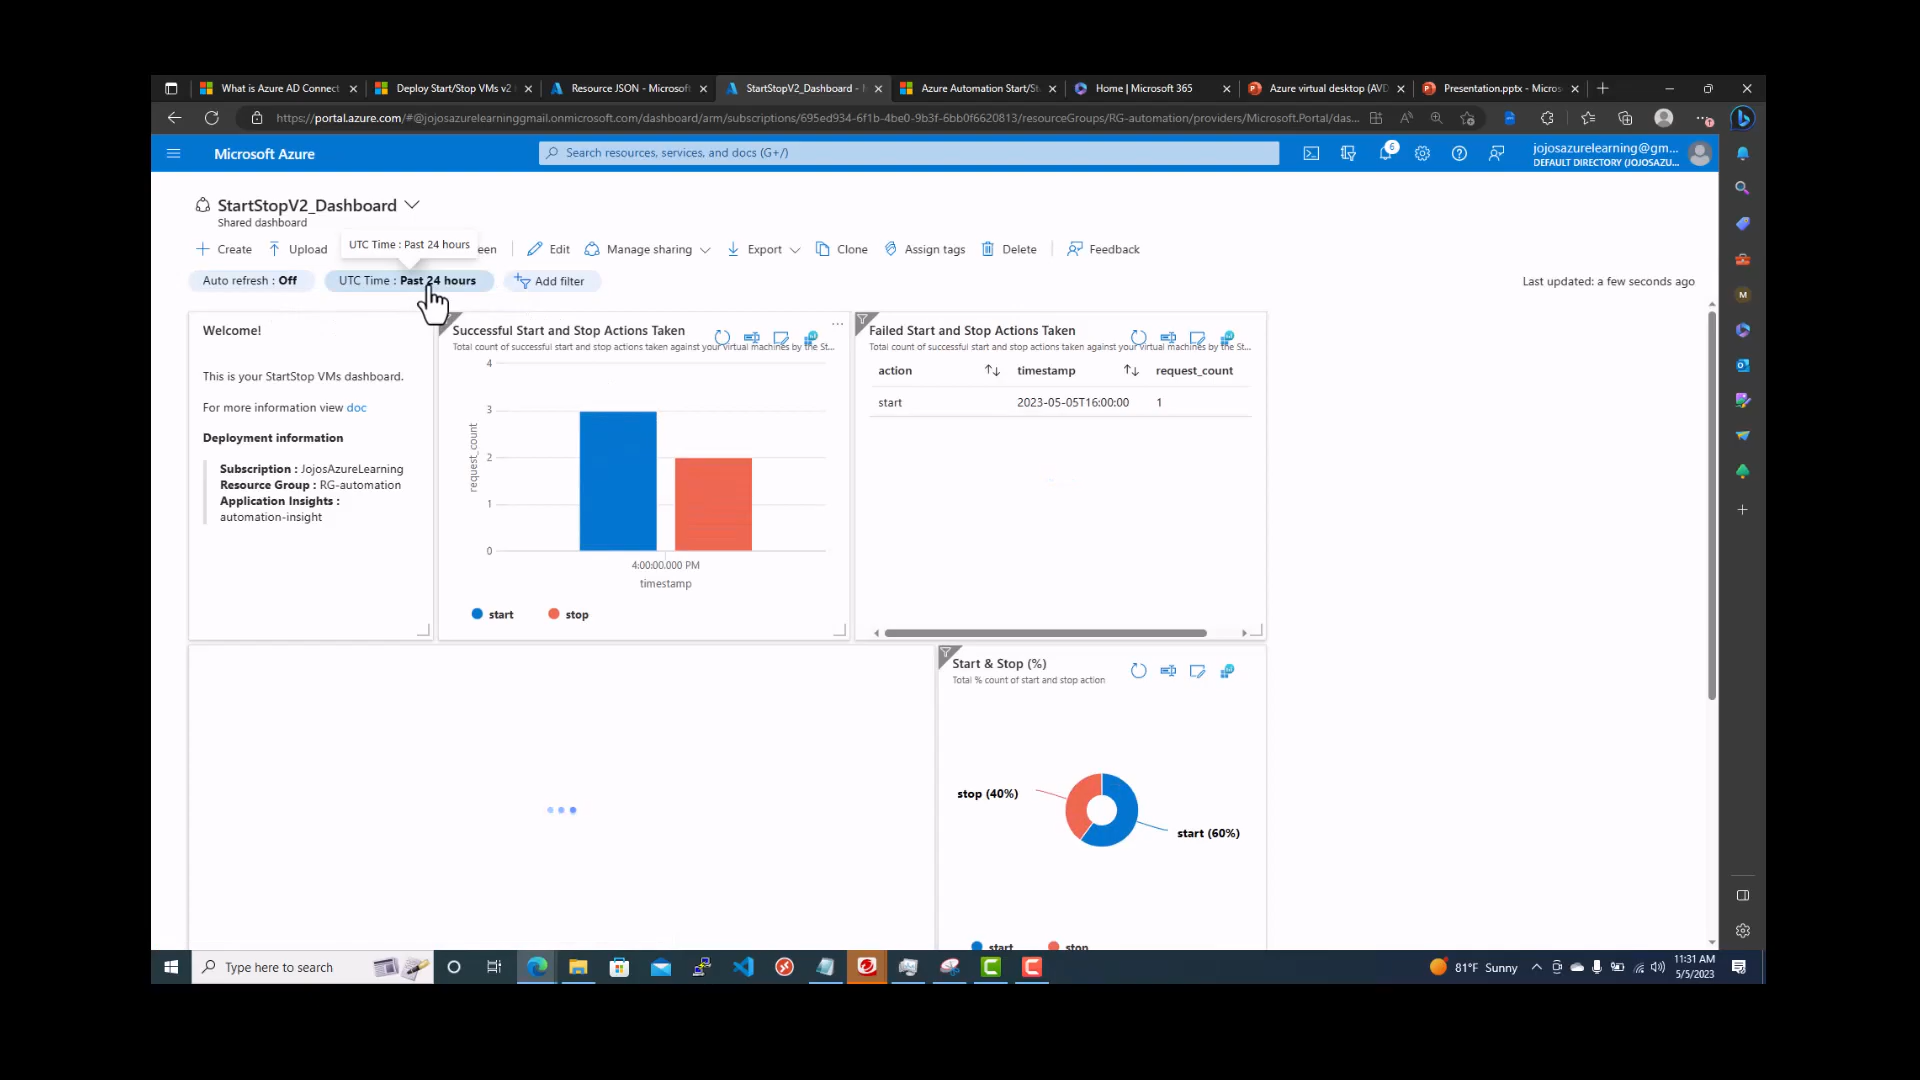 What is Azure AD Connect
Deploy Start/Stop VMs v2
Resource JSON - Microsoft
StartStopV2_Dashboard -
Azure Automation Start/St
Home | Microsoft 365
Azure virtual desktop (AVD
Presentation.pptx - Micros
https://portal.azure.com/#@jojosazurelearninggmail.onmicrosoft.com/dashboard/arm/subscriptions/695ed934-6f1b-4be0-9b3f-6bb0f6620813/resourceGroups/RG-automation/providers/Microsoft.Portal/das...
Microsoft Azure
Search resources, services, and docs (G+/)
6
jojosazurelearning@gm...
DEFAULT DIRECTORY (JOJOSAZU...
StartStopV2_Dashboard
Shared dashboard
Create
Upload
UTC Time : Past 24 hours
een
Edit
Manage sharing
Export
Clone
Assign tags
Delete
Feedback
Auto refresh : Off
UTC Time : Past 24 hours
Add filter
Last updated: a few seconds ago
Welcome!
This is your StartStop VMs dashboard.
For more information view doc
Deployment information
Subscription : JojosAzureLearning
Resource Group : RG-automation
Application Insights :
automation-insight
Successful Start and Stop Actions Taken
Total count of successful start and stop actions taken against your virtual machines by the St...
4
3
2
1
0
request_count
4:00:00.000 PM
timestamp
start
stop
Failed Start and Stop Actions Taken
Total count of successful start and stop actions taken against your virtual machines by the St...
action timestamp request_count
start 2023-05-05T16:00:00 1
Start & Stop (%)
Total % count of start and stop action
stop (40%)
start (60%)
start
stop
M
Type here to search
81°F Sunny
11:31 AM
5/5/2023